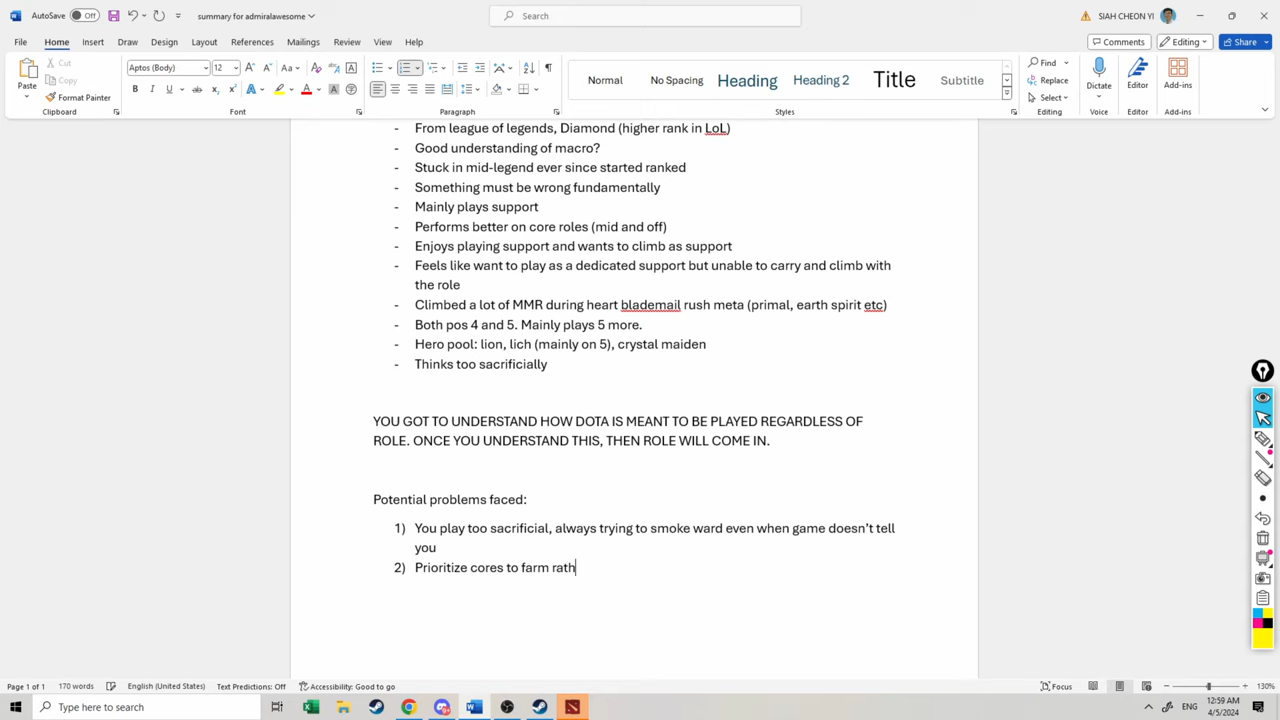 AutoSave Off summary for admiralawesome Search SIAH CHEON YI
File Home Insert Draw Design Layout References Mailings Review View Help Comments Editing Share
Paste Cut Copy Format Painter Clipboard
Aptos (Body) 12 Font
Paragraph
Normal No Spacing Heading Heading 2 Title Subtitle Styles
Find Replace Select Editing
Dictate Voice
Editor Editor
Add-ins Add-ins
- From league of legends, Diamond (higher rank in LoL)
- Good understanding of macro?
- Stuck in mid-legend ever since started ranked
- Something must be wrong fundamentally
- Mainly plays support
- Performs better on core roles (mid and off)
- Enjoys playing support and wants to climb as support
- Feels like want to play as a dedicated support but unable to carry and climb with
the role
- Climbed a lot of MMR during heart blademail rush meta (primal, earth spirit etc)
- Both pos 4 and 5. Mainly plays 5 more.
- Hero pool: lion, lich (mainly on 5), crystal maiden
- Thinks too sacrificially
YOU GOT TO UNDERSTAND HOW DOTA IS MEANT TO BE PLAYED REGARDLESS OF
ROLE. ONCE YOU UNDERSTAND THIS, THEN ROLE WILL COME IN.
Potential problems faced:
1) You play too sacrificial, always trying to smoke ward even when game doesn't tell
you
2) Prioritize cores to farm rath
Page 1 of 1 170 words English (United States) Text Predictions: Off Accessibility: Good to go Focus 130%
Type here to search ENG 12:59 AM
4/5/2024